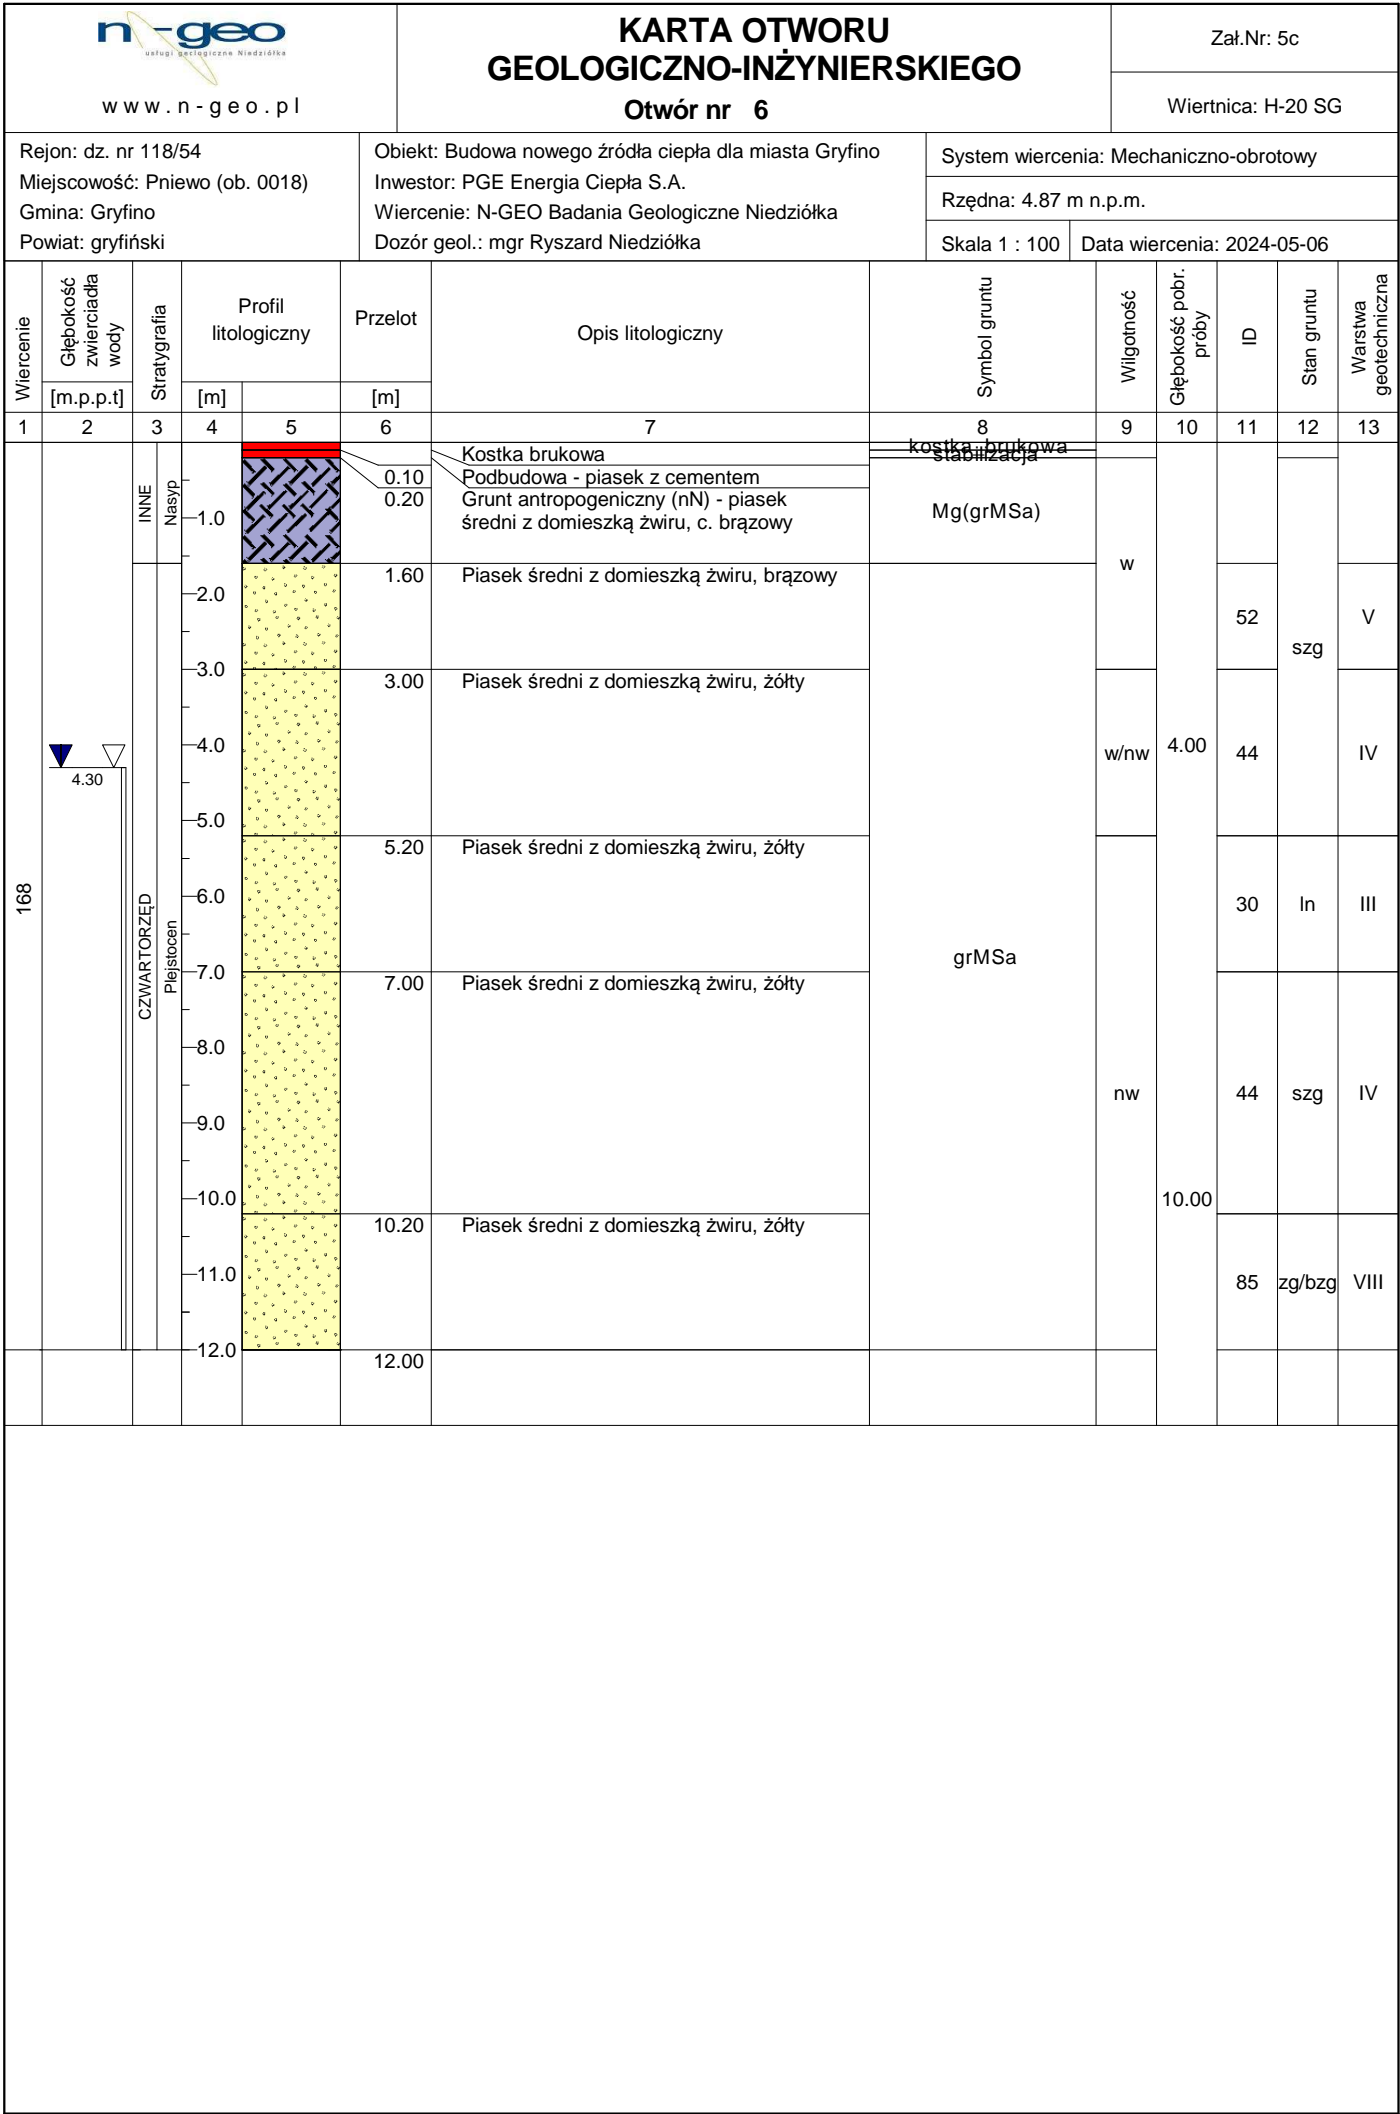 n-geo
usługi geologiczne Niedziółka
www.n-geo.pl
KARTA OTWORU
GEOLOGICZNO-INŻYNIERSKIEGO
Otwór nr 6
Zał.Nr: 5c
Wiertnica: H-20 SG
Rejon: dz. nr 118/54
Miejscowość: Pniewo (ob. 0018)
Gmina: Gryfino
Powiat: gryfiński
Obiekt: Budowa nowego źródła ciepła dla miasta Gryfino
Inwestor: PGE Energia Ciepła S.A.
Wiercenie: N-GEO Badania Geologiczne Niedziółka
Dozór geol.: mgr Ryszard Niedziółka
System wiercenia: Mechaniczno-obrotowy
Rzędna: 4.87 m n.p.m.
Skala 1 : 100
Data wiercenia: 2024-05-06
Wiercenie
Głębokość
zwierciadła
wody
[m.p.p.t]
Stratygrafia
Profil
litologiczny
[m]
Przelot
[m]
Opis litologiczny
Symbol gruntu
Wilgotność
Głębokość pobr.
próby
ID
Stan gruntu
Warstwa
geotechniczna
1 2 3 4 5 6 7 8 9 10 11 12 13
Kostka brukowa
kostka brukowa
0.10 Podbudowa - piasek z cementem
stabilizacja
0.20 Grunt antropogeniczny (nN) - piasek
średni z domieszką żwiru, c. brązowy
Mg(grMSa)
INNE
Nasyp
1.0
w
1.60 Piasek średni z domieszką żwiru, brązowy
2.0
52
szg
V
3.0
3.00 Piasek średni z domieszką żwiru, żółty
4.0
4.30
w/nw
4.00
44
IV
5.0
5.20 Piasek średni z domieszką żwiru, żółty
168
CZWARTORZĘD
Plejstocen
6.0
30
ln
III
grMSa
7.0
7.00 Piasek średni z domieszką żwiru, żółty
8.0
nw
44
szg
IV
9.0
10.0
10.00
10.20 Piasek średni z domieszką żwiru, żółty
11.0
85
zg/bzg
VIII
12.0
12.00